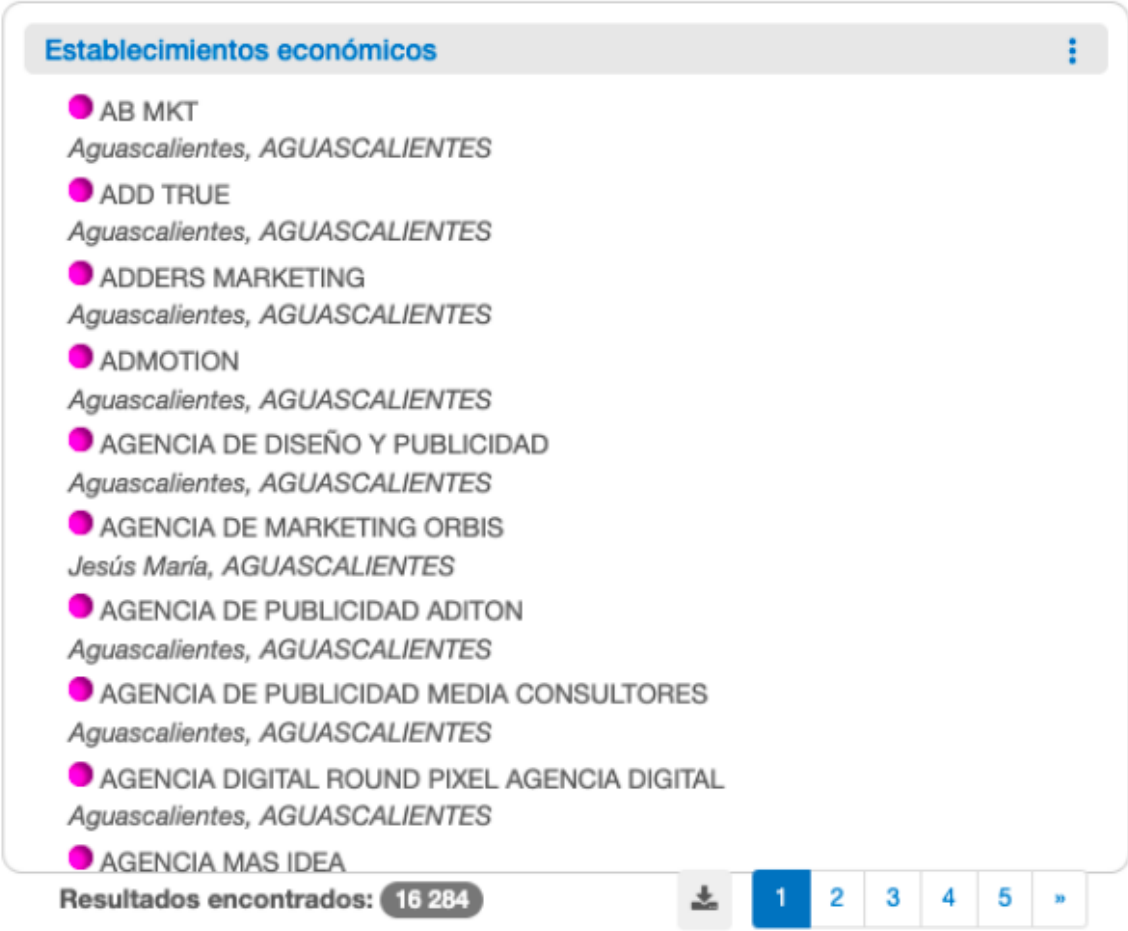 Establecimientos económicos
AB MKT
Aguascalientes, AGUASCALIENTES
ADD TRUE
Aguascalientes, AGUASCALIENTES
ADDERS MARKETING
Aguascalientes, AGUASCALIENTES
ADMOTION
Aguascalientes, AGUASCALIENTES
AGENCIA DE DISEÑO Y PUBLICIDAD
Aguascalientes, AGUASCALIENTES
AGENCIA DE MARKETING ORBIS
Jesús María, AGUASCALIENTES
AGENCIA DE PUBLICIDAD ADITON
Aguascalientes, AGUASCALIENTES
AGENCIA DE PUBLICIDAD MEDIA CONSULTORES
Aguascalientes, AGUASCALIENTES
AGENCIA DIGITAL ROUND PIXEL AGENCIA DIGITAL
Aguascalientes, AGUASCALIENTES
AGENCIA MAS IDEA
Resultados encontrados: 16 284 1 2 3 4 5 »